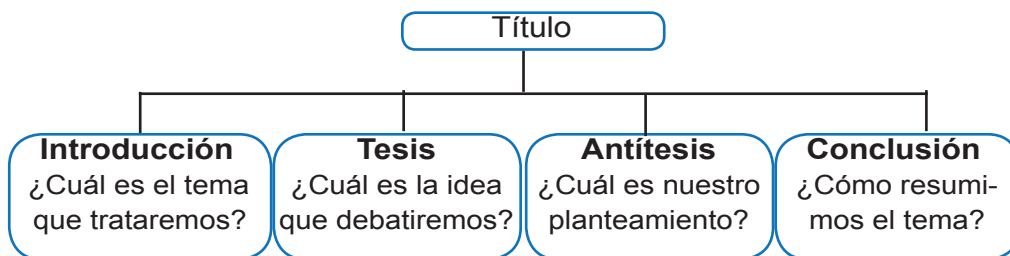 Título
Introducción
¿Cuál es el tema
que trataremos?
Tesis
¿Cuál es la idea
que debatiremos?
Antítesis
¿Cuál es nuestro
planteamiento?
Conclusión
¿Cómo resumi-
mos el tema?